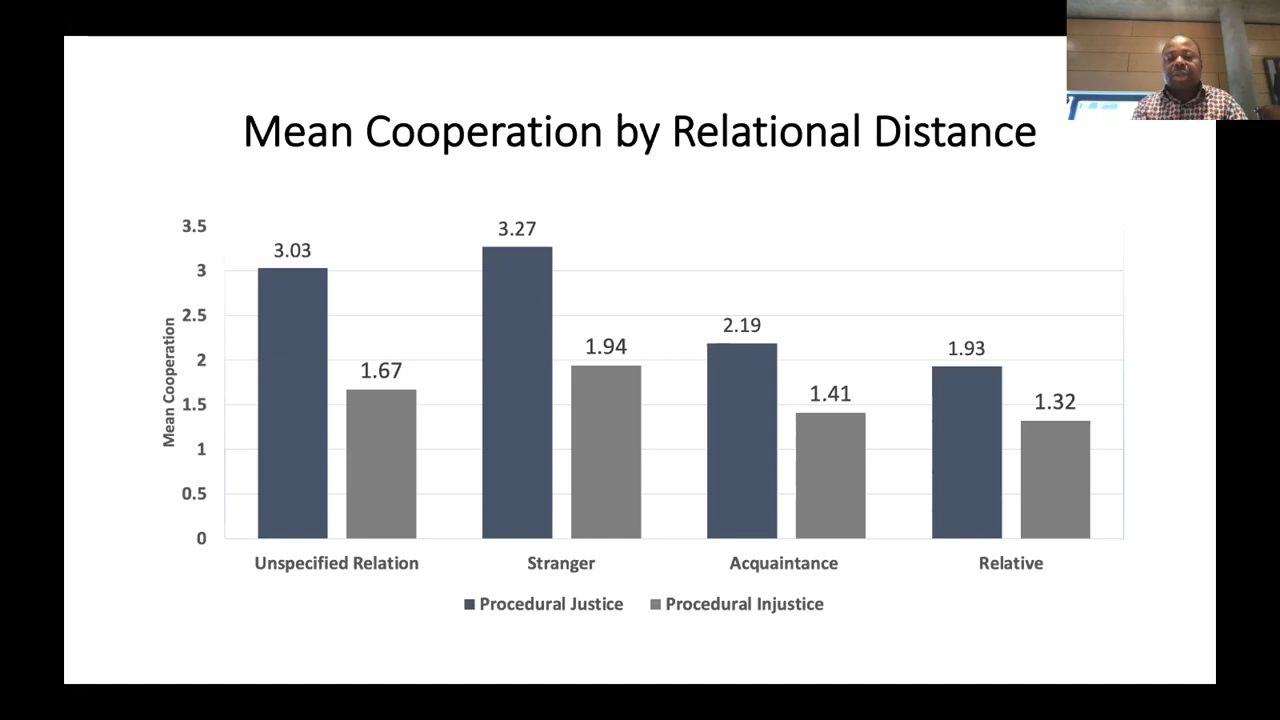 Mean Cooperation by Relational Distance
3.5
3
2.5
2
1.5
1
0.5
0
Mean Cooperation
3.03
1.67
3.27
1.94
2.19
1.41
1.93
1.32
Unspecified Relation
Stranger
Acquaintance
Relative
Procedural Justice
Procedural Injustice